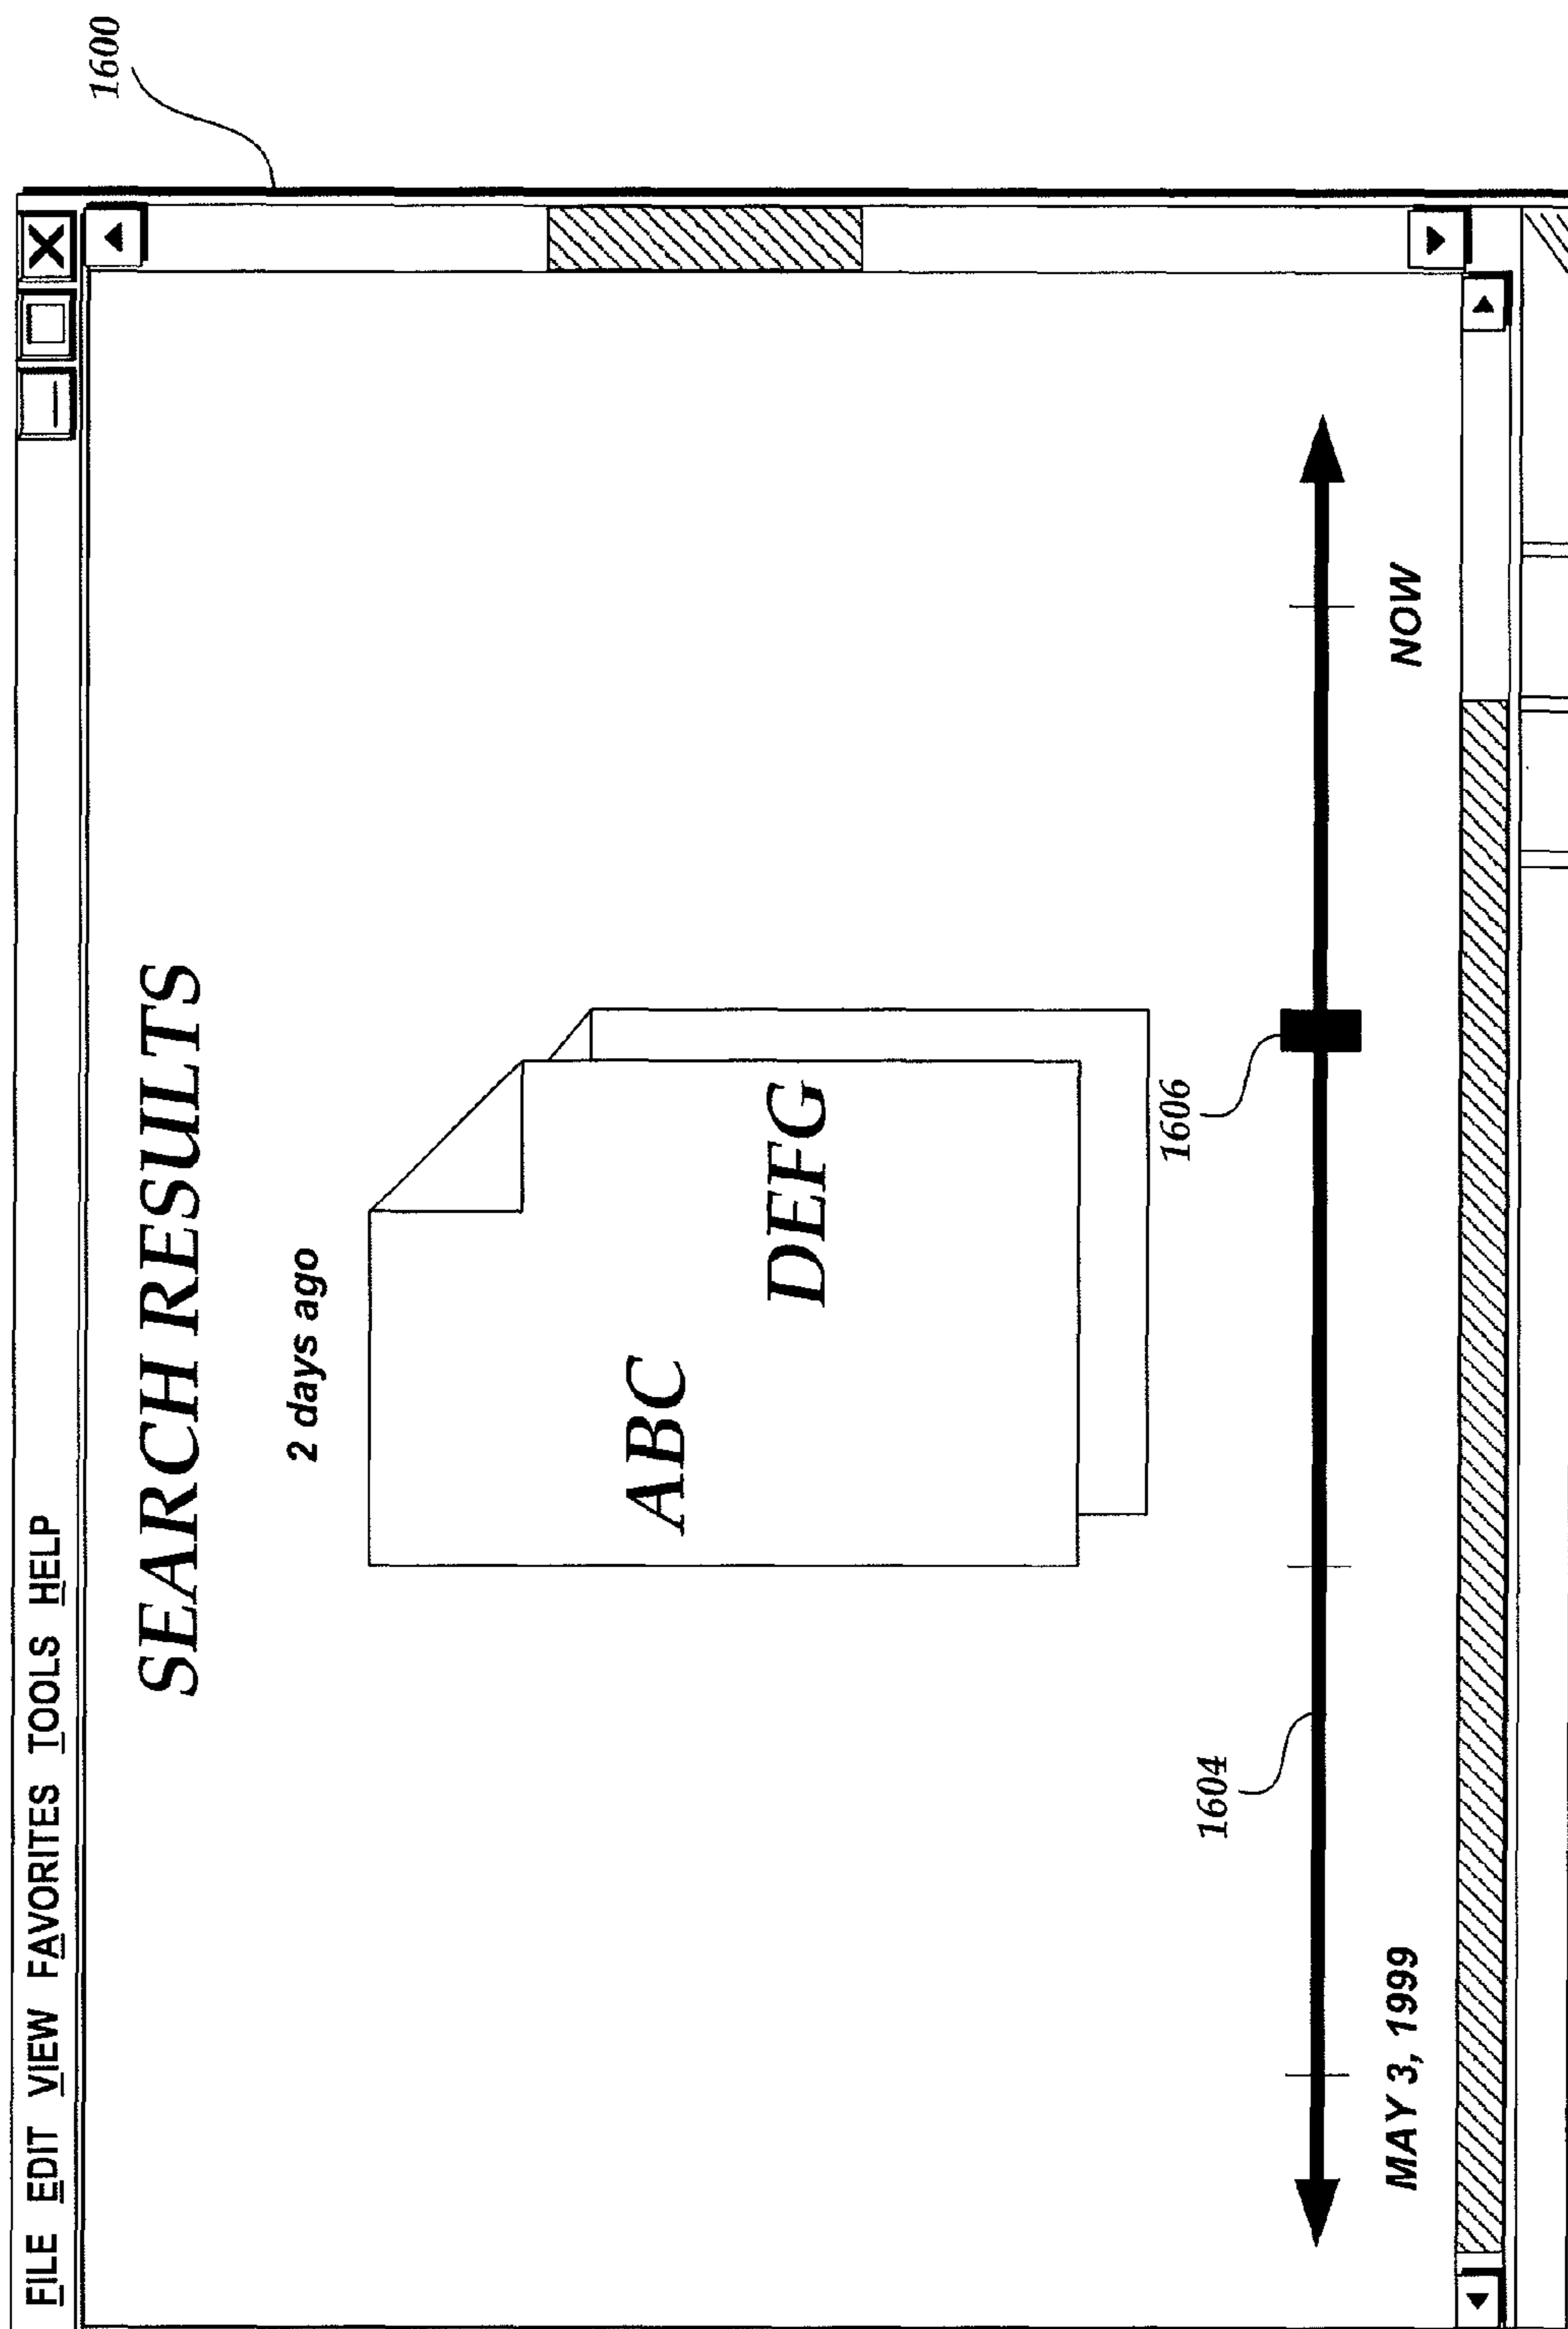 1600
FILE EDIT VIEW FAVORITES TOOLS HELP
SEARCH RESULTS
2 days ago
ABC
DEFG
1606
1604
MAY 3, 1999
NOW